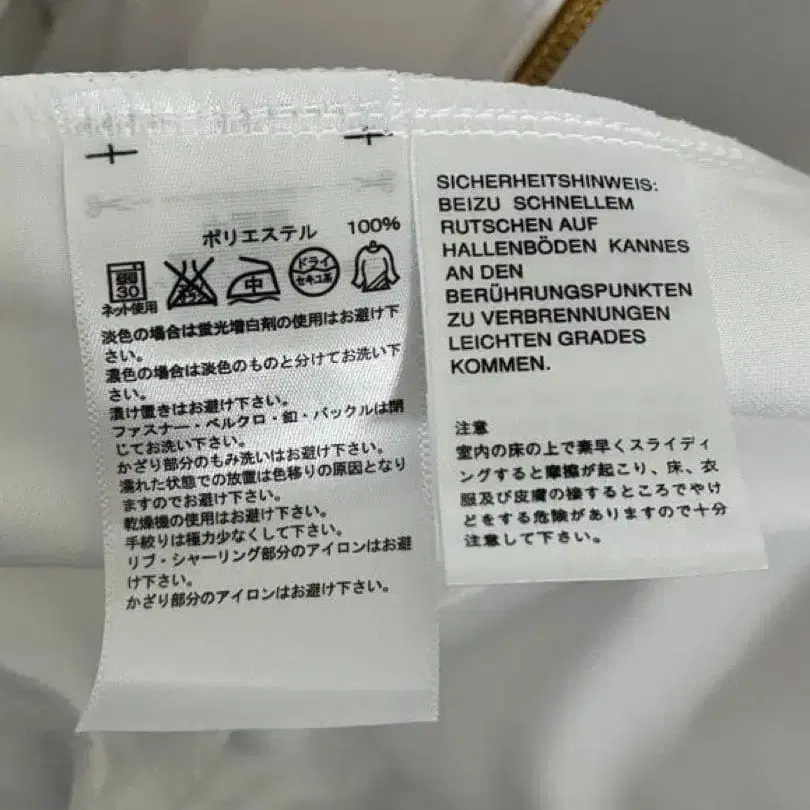 ポリエステル 100%
弱
30
ネット使用
エンソ
サラシ
中
ドライ
セキユ系
淡色の場合は蛍光増白剤の使用はお避け下
さい。
濃色の場合は淡色のものと分けてお洗い下
さい。
漬け置きはお避け下さい。
ファスナー・ベルクロ・釦・バックルは閉
じてお洗い下さい。
かざり部分のもみ洗いはお避け下さい。
濡れた状態での放置は色移りの原因となり
ますのでお避け下さい。
乾燥機の使用はお避け下さい。
手絞りは極力少なくして下さい。
リブ・シャーリング部分のアイロンはお避
け下さい。
かざり部分のアイロンはお避け下さい。
SICHERHEITSHINWEIS:
BEIZU SCHNELLEM
RUTSCHEN AUF
HALLENBÖDEN KANNES
AN DEN
BERÜHRUNGSPUNKTEN
ZU VERBRENNUNGEN
LEICHTEN GRADES
KOMMEN.
注意
室内の床の上で素早くスライディ
ングすると摩擦が起こり、床、衣
服及び皮膚の接するところでやけ
どをする危険がありますので十分
注意して下さい。